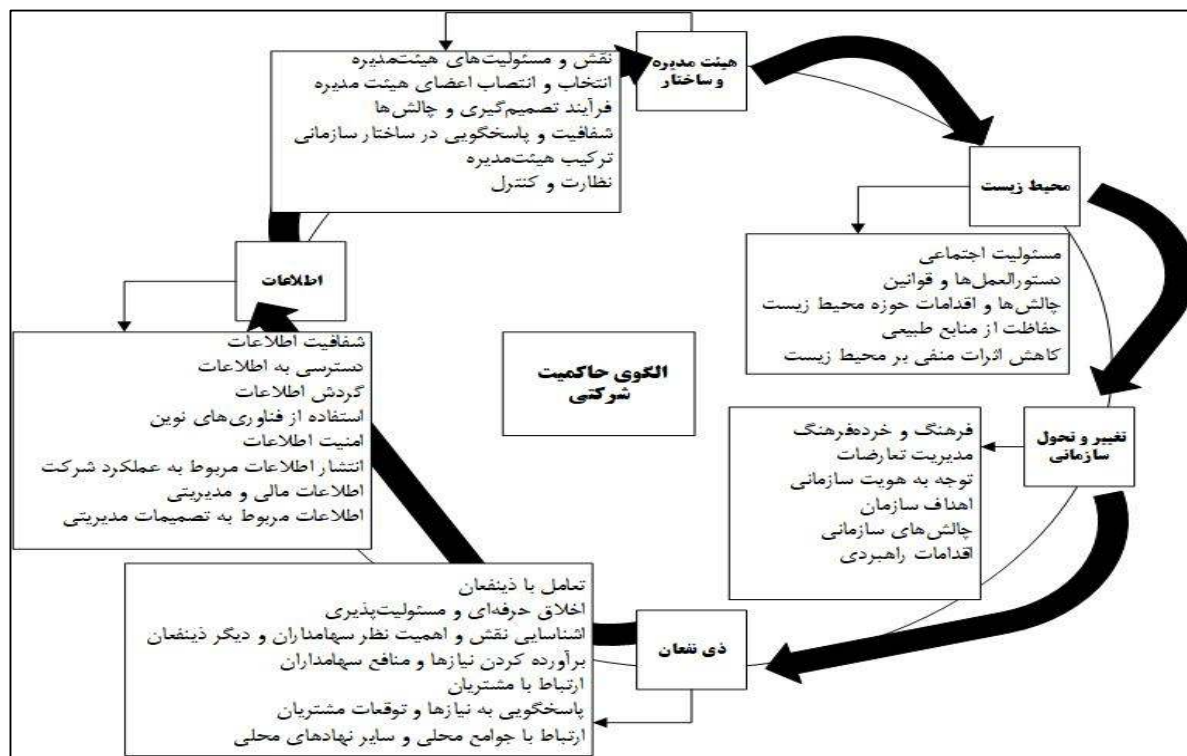 هیئت مدیره
و ساختار
نقش و مسئولیت‌های هیئت‌مدیره
انتخاب و انتصاب اعضای هیئت مدیره
فرآیند تصمیم‌گیری و چالش‌ها
شفافیت و پاسخگویی در ساختار سازمانی
ترکیب هیئت‌مدیره
نظارت و کنترل
محیط زیست
مسئولیت اجتماعی
دستورالعمل‌ها و قوانین
چالش‌ها و اقدامات حوزه محیط زیست
حفاظت از منابع طبیعی
کاهش اثرات منفی بر محیط زیست
تغییر و تحول
سازمانی
فرهنگ و خرده‌فرهنگ
مدیریت تعارضات
توجه به هویت سازمانی
اهداف سازمان
چالش‌های سازمانی
اقدامات راهبردی
ذی نفعان
تعامل با ذینفعان
اخلاق حرفه‌ای و مسئولیت‌پذیری
اشناسایی نقش و اهمیت نظر سهامداران و دیگر ذینفعان
برآورده کردن نیازها و منافع سهامداران
ارتباط با مشتریان
پاسخگویی به نیازها و توقعات مشتریان
ارتباط با جوامع محلی و سایر نهادهای محلی
اطلاعات
شفافیت اطلاعات
دسترسی به اطلاعات
گردش اطلاعات
استفاده از فناوری‌های نوین
امنیت اطلاعات
انتشار اطلاعات مربوط به عملکرد شرکت
اطلاعات مالی و مدیریتی
اطلاعات مربوط به تصمیمات مدیریتی
الگوی حاکمیت
شرکتی